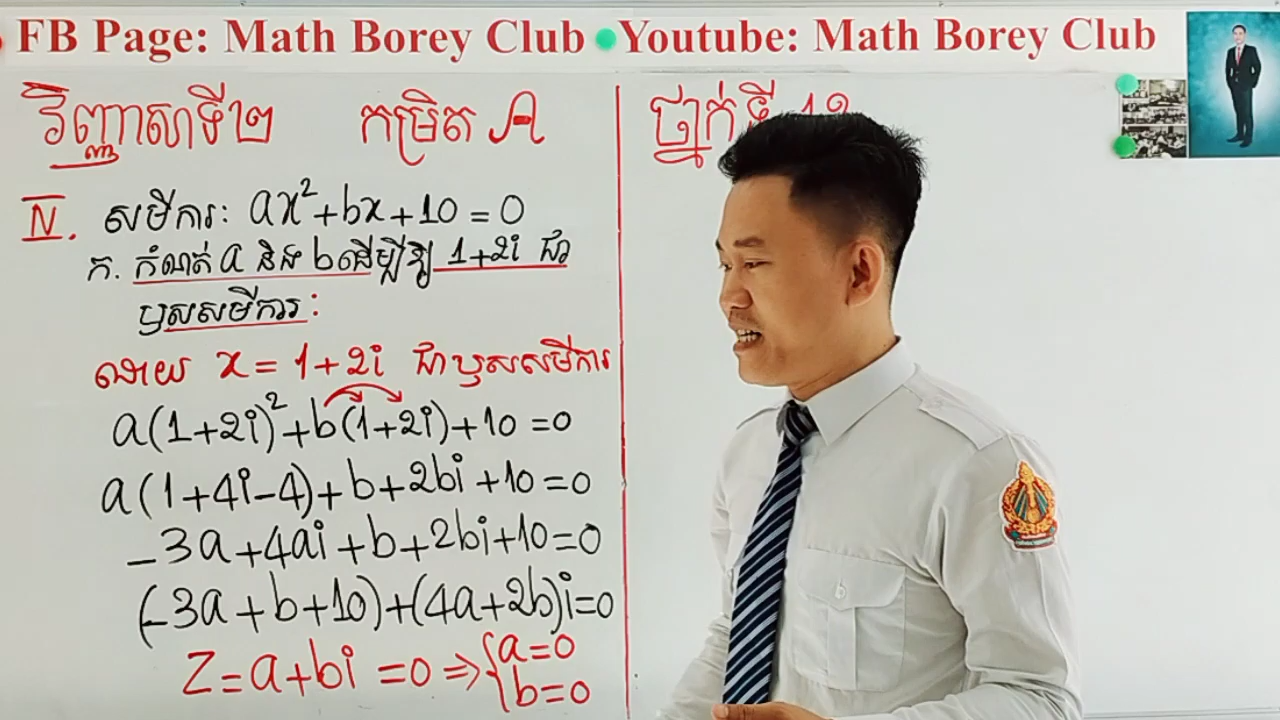 FB Page: Math Borey Club Youtube: Math Borey Club
វិញ្ញាសាទី២ កម្រិត A ថ្នាក់ទី 12
IV. សមីការ: ax²+bx+10=0
ក. កំណត់ a និង b ដើម្បីឱ្យ 1+2i ជា
ឫសសមីការ:
ដោយ x=1+2i ជាឫសសមីការ
a(1+2i)²+b(1+2i)+10=0
a(1+4i-4)+b+2bi+10=0
-3a+4ai+b+2bi+10=0
(-3a+b+10)+(4a+2b)i=0
Z=a+bi=0⇒{a=0
b=0